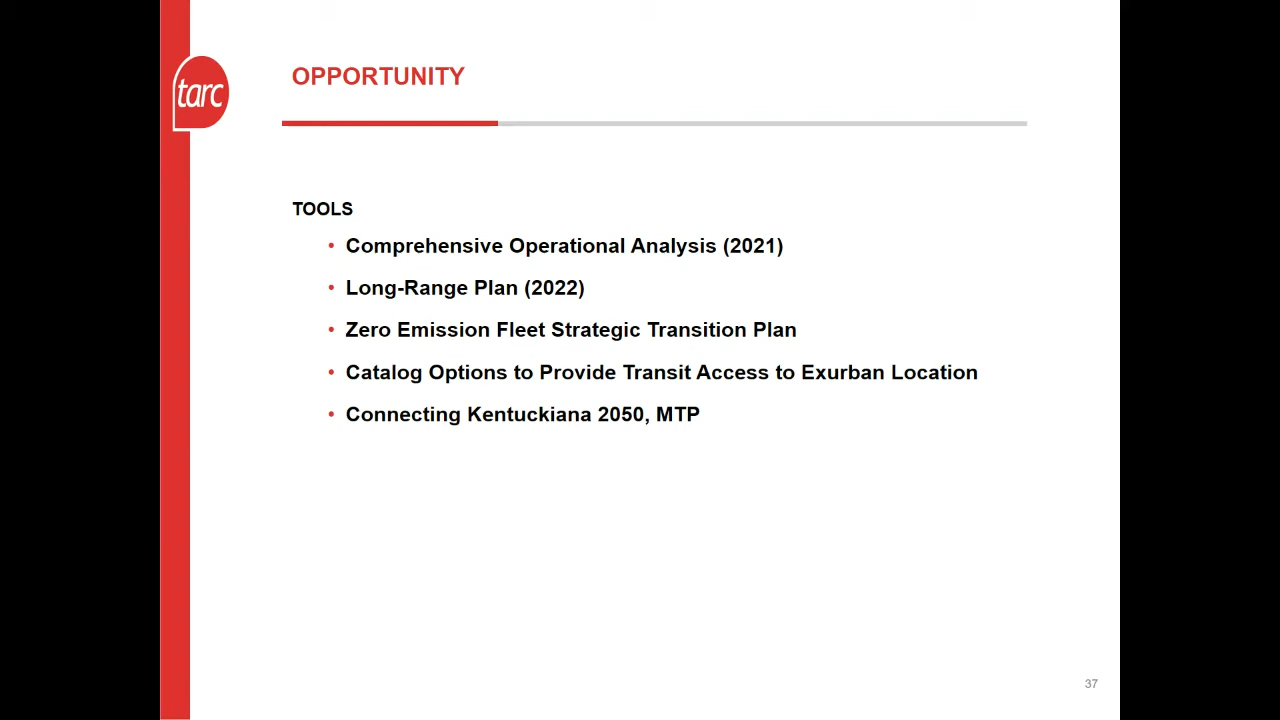 tarc
OPPORTUNITY
TOOLS
• Comprehensive Operational Analysis (2021)
• Long-Range Plan (2022)
• Zero Emission Fleet Strategic Transition Plan
• Catalog Options to Provide Transit Access to Exurban Location
• Connecting Kentuckiana 2050, MTP
37